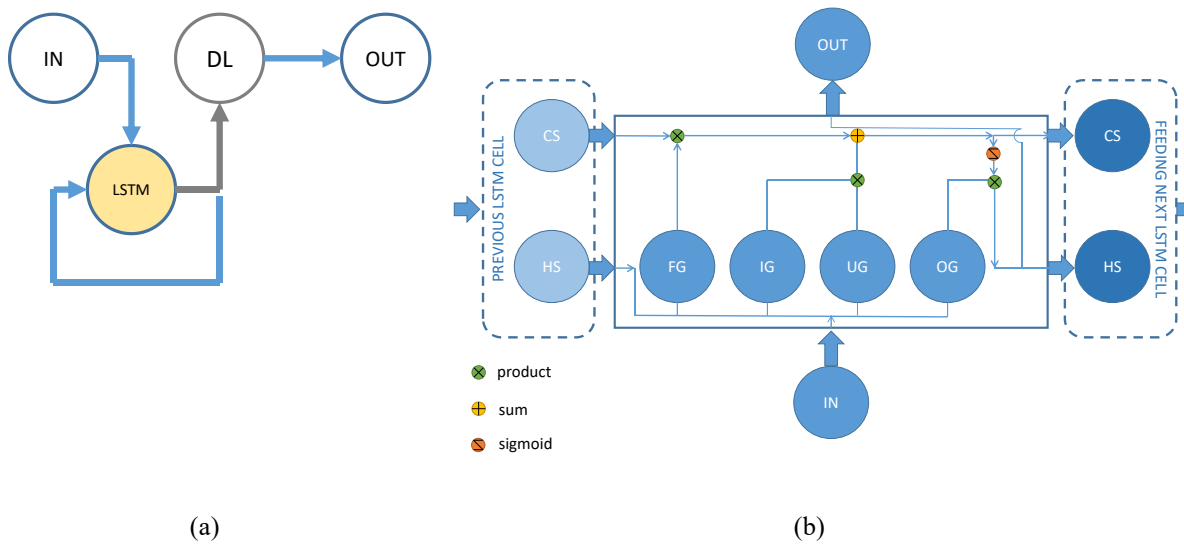 IN
DL
OUT
LSTM
(a)
OUT
PREVIOUS LSTM CELL
CS
HS
FG
IG
UG
OG
CS
HS
FEEDING NEXT LSTM CELL
IN
product
sum
sigmoid
(b)